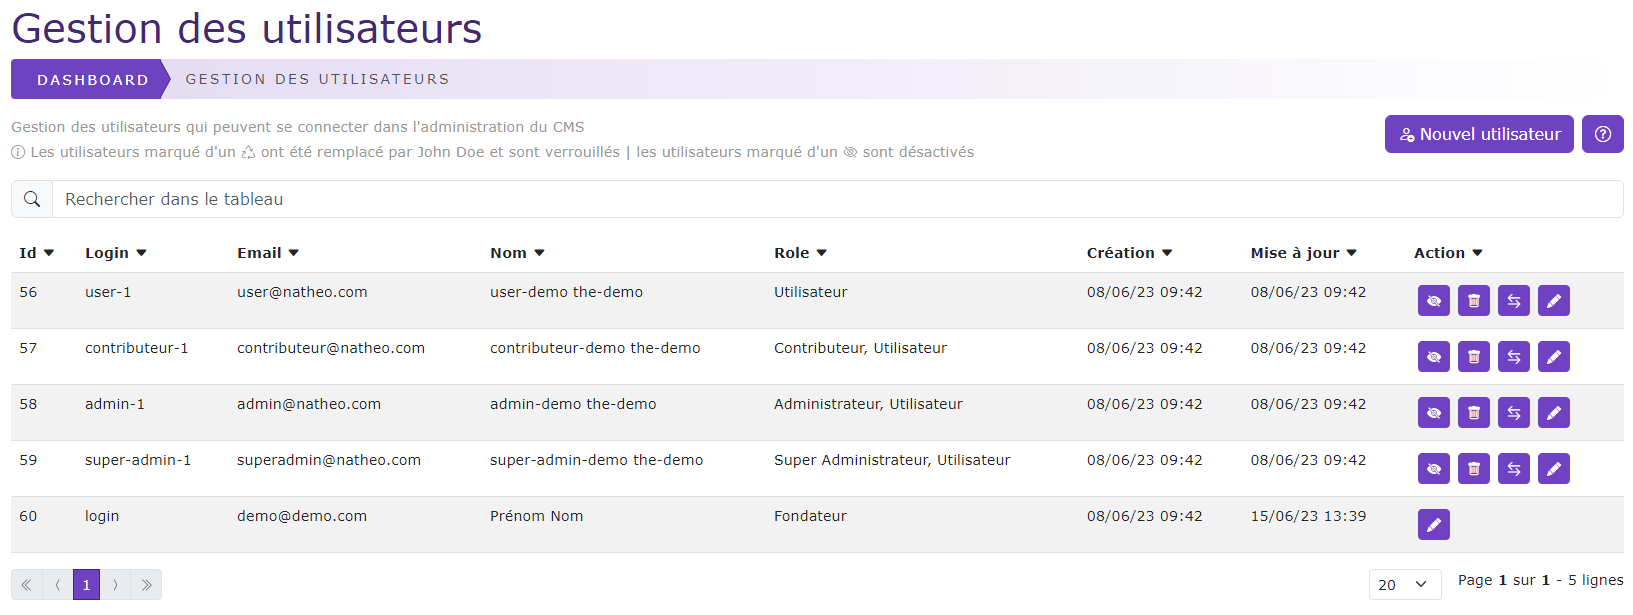 Gestion des utilisateurs
DASHBOARD GESTION DES UTILISATEURS
Gestion des utilisateurs qui peuvent se connecter dans l'administration du CMS
Les utilisateurs marqué d'un ont été remplacé par John Doe et sont verrouillés | les utilisateurs marqué d'un sont désactivés
Nouvel utilisateur
Rechercher dans le tableau
Id Login Email Nom Role Création Mise à jour Action
56 user-1 user@natheo.com user-demo the-demo Utilisateur 08/06/23 09:42 08/06/23 09:42
57 contributeur-1 contributeur@natheo.com contributeur-demo the-demo Contributeur, Utilisateur 08/06/23 09:42 08/06/23 09:42
58 admin-1 admin@natheo.com admin-demo the-demo Administrateur, Utilisateur 08/06/23 09:42 08/06/23 09:42
59 super-admin-1 superadmin@natheo.com super-admin-demo the-demo Super Administrateur, Utilisateur 08/06/23 09:42 08/06/23 09:42
60 login demo@demo.com Prénom Nom Fondateur 08/06/23 09:42 15/06/23 13:39
« ‹ 1 › » 20 Page 1 sur 1 - 5 lignes